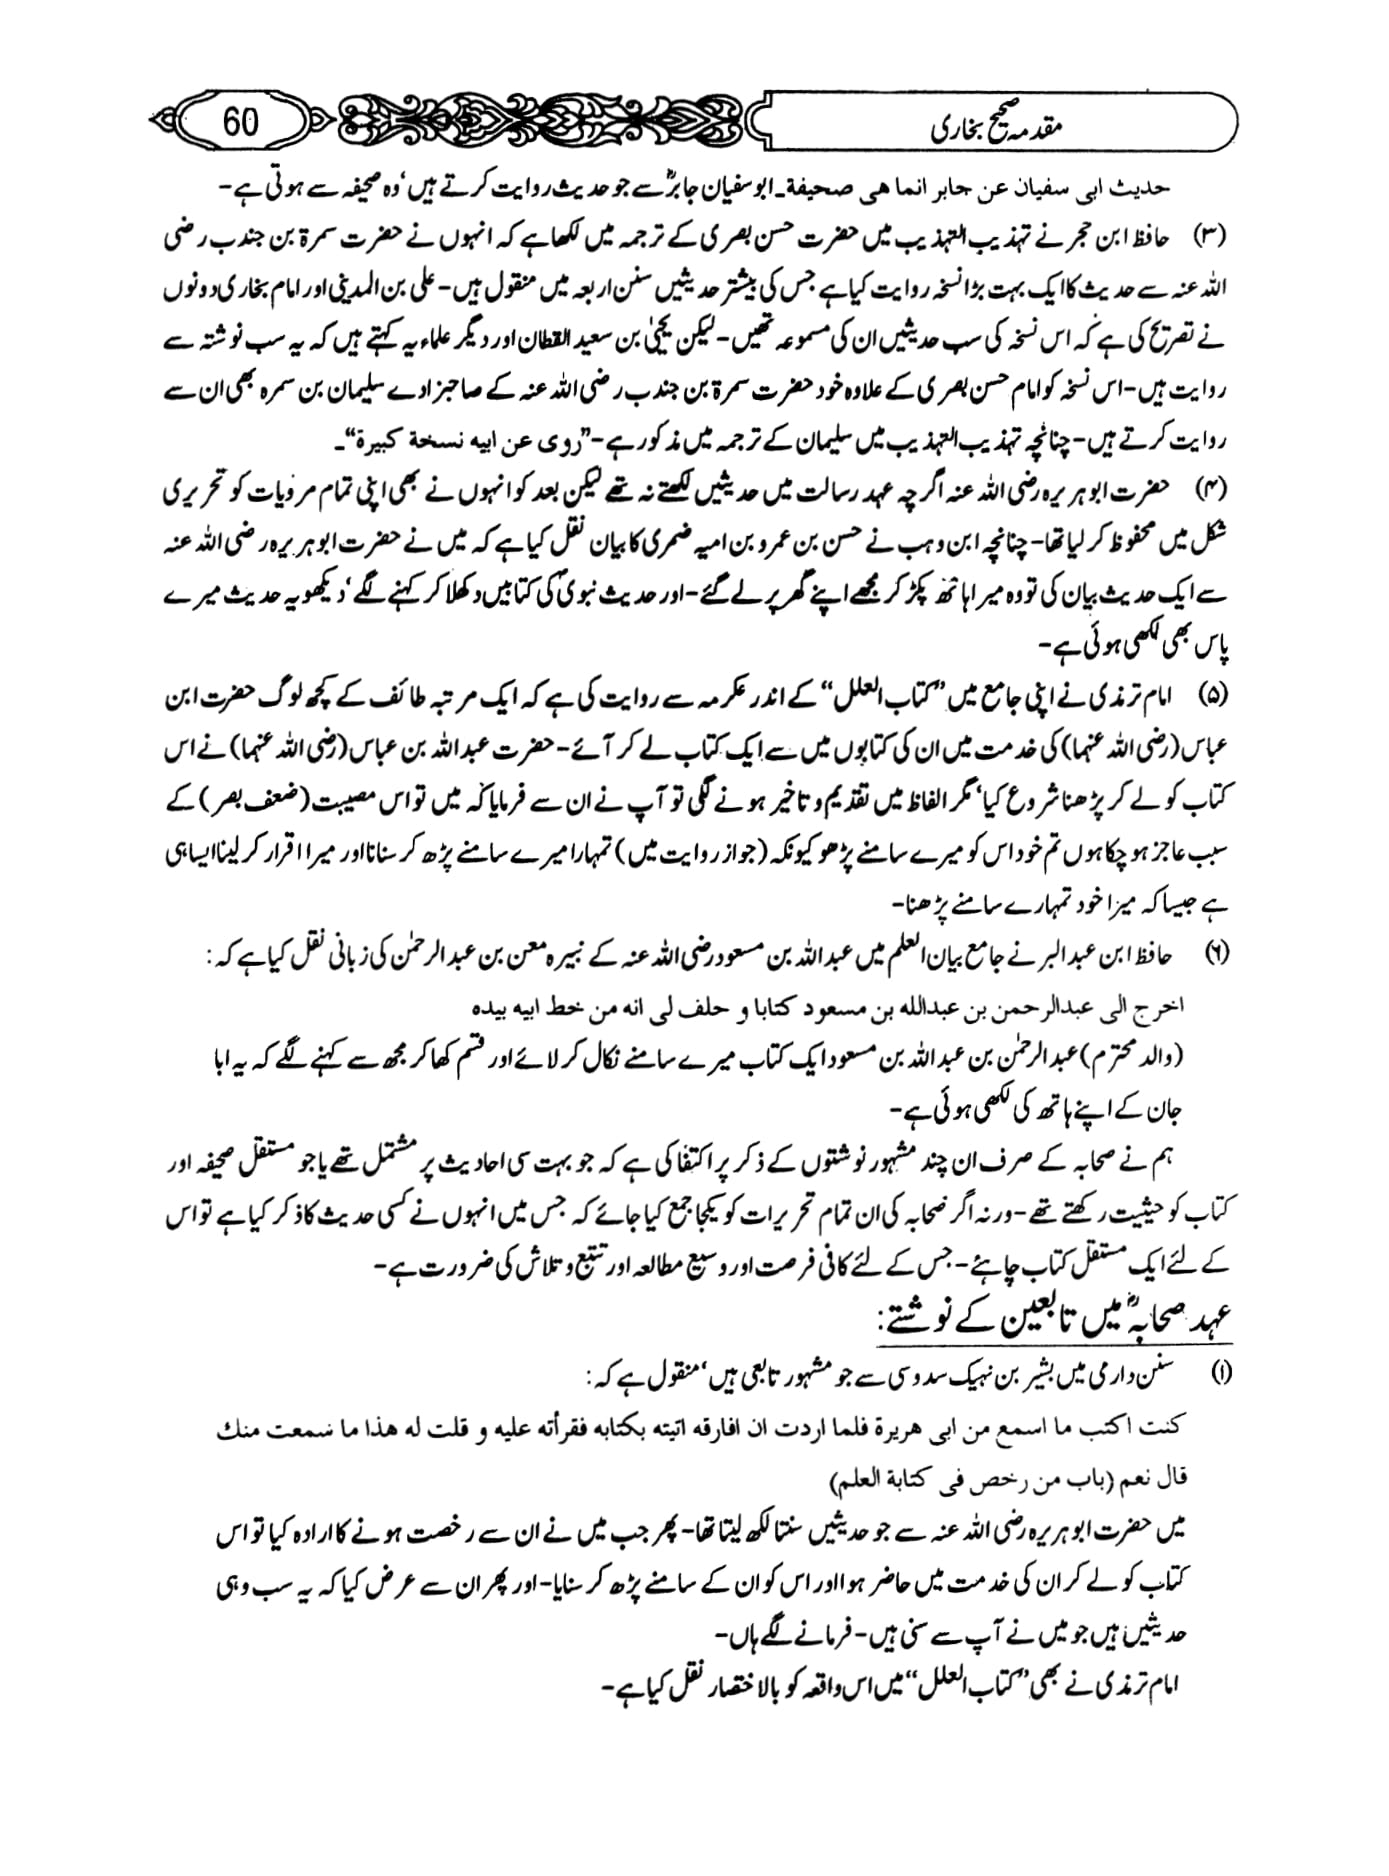 60
مقدمہ صحیح بخاری
حدیث ابی سفیان عن جابر انما هی صحیفة۔ ابو سفیان جابرؓ سے جو حدیث روایت کرتے ہیں، وہ صحیفہ سے ہوتی ہے-
(۳) حافظ ابن حجر نے تہذیب التہذیب میں حضرت حسن بصری کے ترجمہ میں لکھا ہے کہ انہوں نے حضرت سمرۃ بن جندب رضی
اللہ عنہ سے حدیث کا ایک بہت بڑا نسخہ روایت کیا ہے جس کی بیشتر حدیثیں سنن اربعہ میں منقول ہیں- علی بن المدینی اور امام بخاری دونوں
نے تصریح کی ہے کہ اس نسخہ کی سب حدیثیں ان کی مسموعہ تھیں- لیکن یحییٰ بن سعید القطان اور دیگر علماء یہ کہتے ہیں کہ یہ سب نوشتہ سے
روایت ہیں- اس نسخہ کو امام حسن بصری کے علاوہ خود حضرت سمرۃ بن جندب رضی اللہ عنہ کے صاحبزادے سلیمان بن سمرہ بھی ان سے
روایت کرتے ہیں- چنانچہ تہذیب التہذیب میں سلیمان کے ترجمہ میں مذکور ہے- ”روی عن ابیه نسخة کبیرة“۔
(۴) حضرت ابو ہریرہ رضی اللہ عنہ اگرچہ عہد رسالت میں حدیثیں لکھتے نہ تھے لیکن بعد کو انہوں نے بھی اپنی تمام مرویات کو تحریری
شکل میں محفوظ کر لیا تھا- چنانچہ ابن وہب نے حسن بن عمرو بن امیہ ضمری کا بیان نقل کیا ہے کہ میں نے حضرت ابو ہریرہ رضی اللہ عنہ
سے ایک حدیث بیان کی تو وہ میرا ہاتھ پکڑ کر مجھے اپنے گھر پر لے گئے- اور حدیث نبویؐ کی کتابیں دکھلا کر کہنے لگے، دیکھو یہ حدیث میرے
پاس بھی لکھی ہوئی ہے-
(۵) امام ترمذی نے اپنی جامع میں ”کتاب العلل“ کے اندر عکرمہ سے روایت کی ہے کہ ایک مرتبہ طائف کے کچھ لوگ حضرت ابن
عباس (رضی اللہ عنہما) کی خدمت میں ان کی کتابوں میں سے ایک کتاب لے کر آئے- حضرت عبداللہ بن عباس (رضی اللہ عنہما) نے اس
کتاب کو لے کر پڑھنا شروع کیا، مگر الفاظ میں تقدیم و تاخیر ہونے لگی تو آپ نے ان سے فرمایا کہ میں تو اس مصیبت (ضعف بصر) کے
سبب عاجز ہو چکا ہوں تم خود اس کو میرے سامنے پڑھو کیونکہ (جواز روایت میں) تمہارا میرے سامنے پڑھ کر سنانا اور میرا اقرار کر لینا ایسا ہی
ہے جیسا کہ میرا خود تمہارے سامنے پڑھنا-
(۶) حافظ ابن عبدالبر نے جامع بیان العلم میں عبداللہ بن مسعود رضی اللہ عنہ کے نبیرہ معن بن عبدالرحمٰن کی زبانی نقل کیا ہے کہ:
اخرج الی عبدالرحمن بن عبدالله بن مسعود کتابا و حلف لی انه من خط ابیه بیده
(والد محترم) عبدالرحمٰن بن عبداللہ بن مسعود ایک کتاب میرے سامنے نکال کر لائے اور قسم کھا کر مجھ سے کہنے لگے کہ یہ ابا
جان کے اپنے ہاتھ کی لکھی ہوئی ہے-
ہم نے صحابہ کے صرف ان چند مشہور نوشتوں کے ذکر پر اکتفا کی ہے کہ جو بہت سی احادیث پر مشتمل تھے یا جو مستقل صحیفہ اور
کتاب کو حیثیت رکھتے تھے- ورنہ اگر صحابہ کی ان تمام تحریرات کو یکجا جمع کیا جائے کہ جس میں انہوں نے کسی حدیث کا ذکر کیا ہے تو اس
کے لئے ایک مستقل کتاب چاہئے- جس کے لئے کافی فرصت اور وسیع مطالعہ اور تتبع و تلاش کی ضرورت ہے-
عہد صحابہؓ میں تابعین کے نوشتے:
(۱) سنن دارمی میں بشیر بن نہیک سدوسی سے جو مشہور تابعی ہیں، منقول ہے کہ:
کنت اکتب ما اسمع من ابی هریرة فلما اردت ان افارقه اتیته بکتابه فقرأته علیه و قلت له هذا ما سمعت منك
قال نعم (باب من رخص فی کتابة العلم)
میں حضرت ابو ہریرہ رضی اللہ عنہ سے جو حدیثیں سنتا لکھ لیتا تھا- پھر جب میں نے ان سے رخصت ہونے کا ارادہ کیا تو اس
کتاب کو لے کر ان کی خدمت میں حاضر ہوا اور اس کو ان کے سامنے پڑھ کر سنایا- اور پھر ان سے عرض کیا کہ یہ سب وہی
حدیثیں ہیں جو میں نے آپ سے سنی ہیں- فرمانے لگے ہاں-
امام ترمذی نے بھی ”کتاب العلل“ میں اس واقعہ کو بالاختصار نقل کیا ہے-